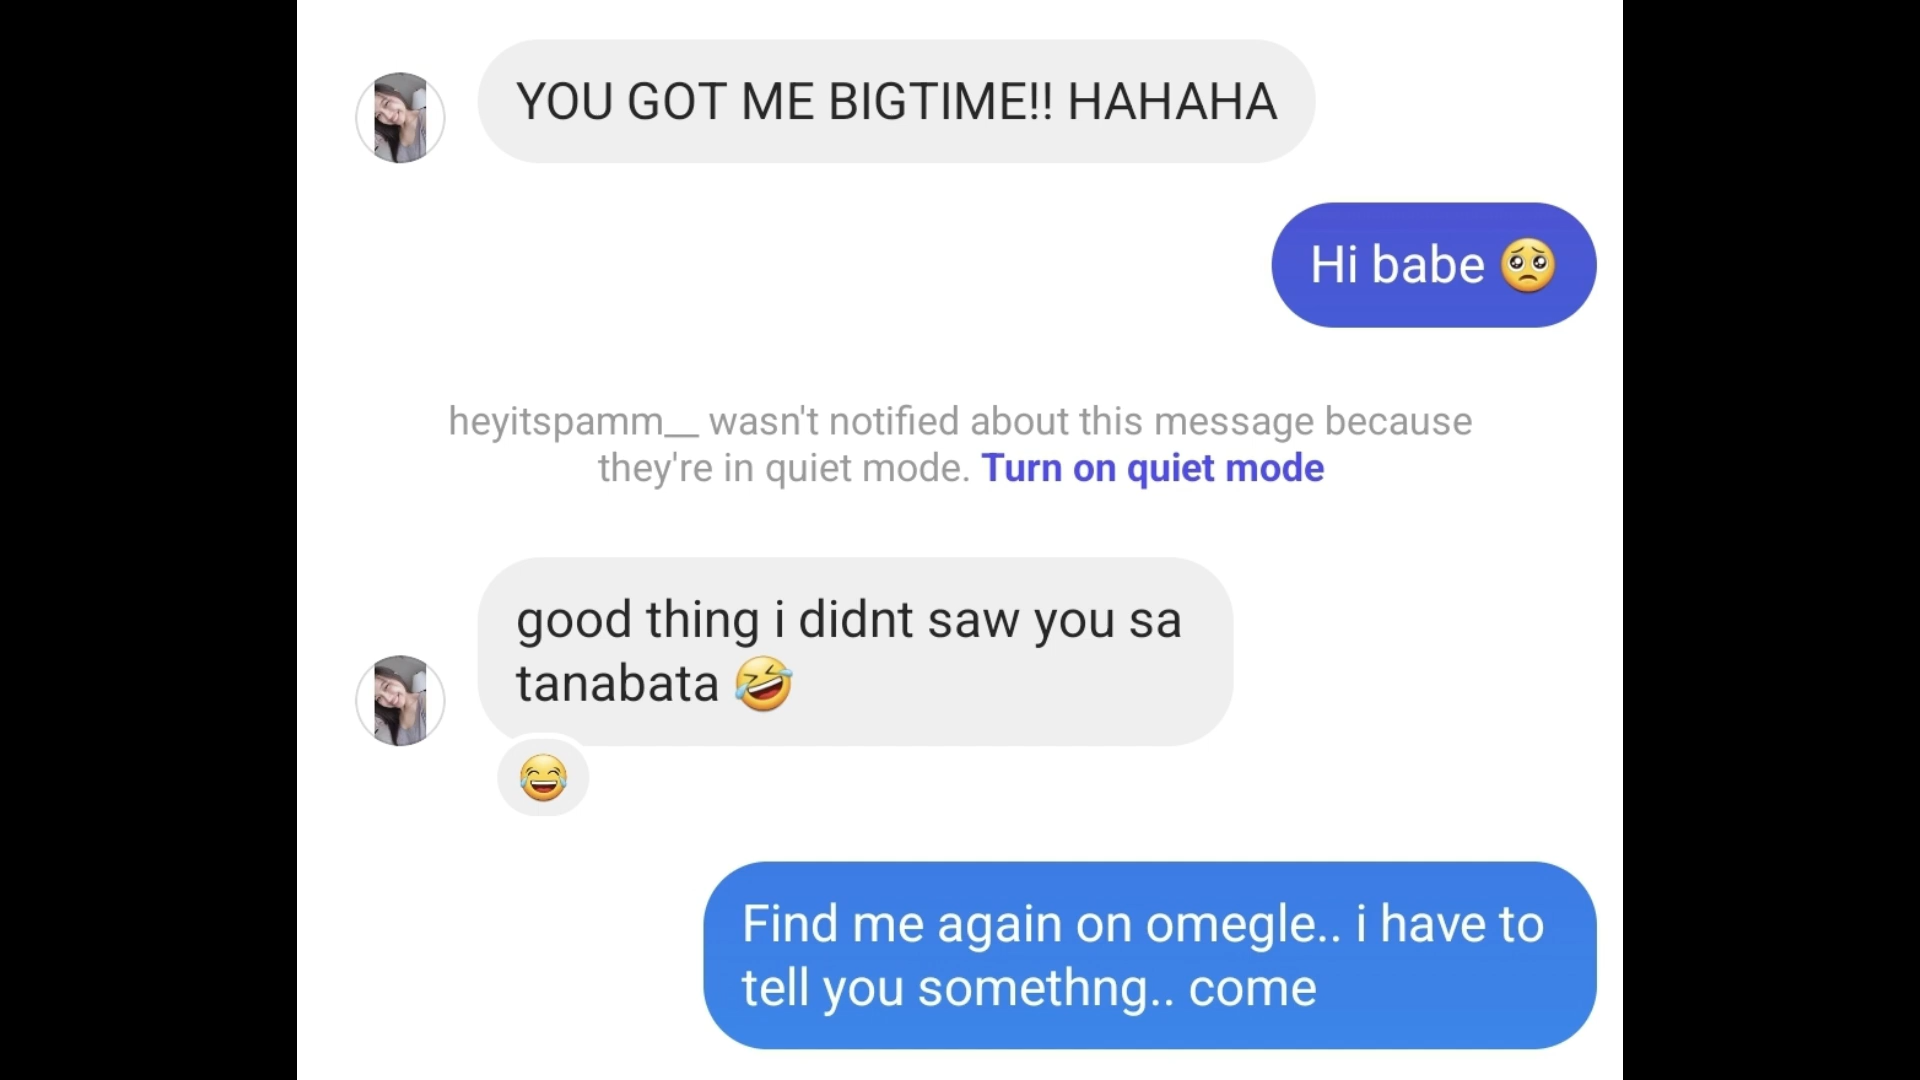 YOU GOT ME BIGTIME!! HAHAHA
Hi babe 🥺
heyitspamm__ wasn't notified about this message because
they're in quiet mode. Turn on quiet mode
good thing i didnt saw you sa
tanabata 🤣
😂
Find me again on omegle.. i have to
tell you somethng.. come